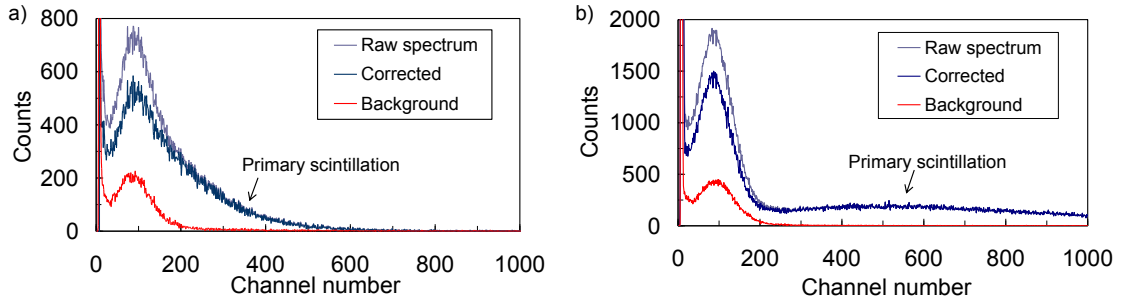 a)
800
600
400
200
0
Counts
Raw spectrum
Corrected
Background
Primary scintillation
0 200 400 600 800 1000
Channel number
b)
2000
1500
1000
500
0
Counts
Raw spectrum
Corrected
Background
Primary scintillation
0 200 400 600 800 1000
Channel number